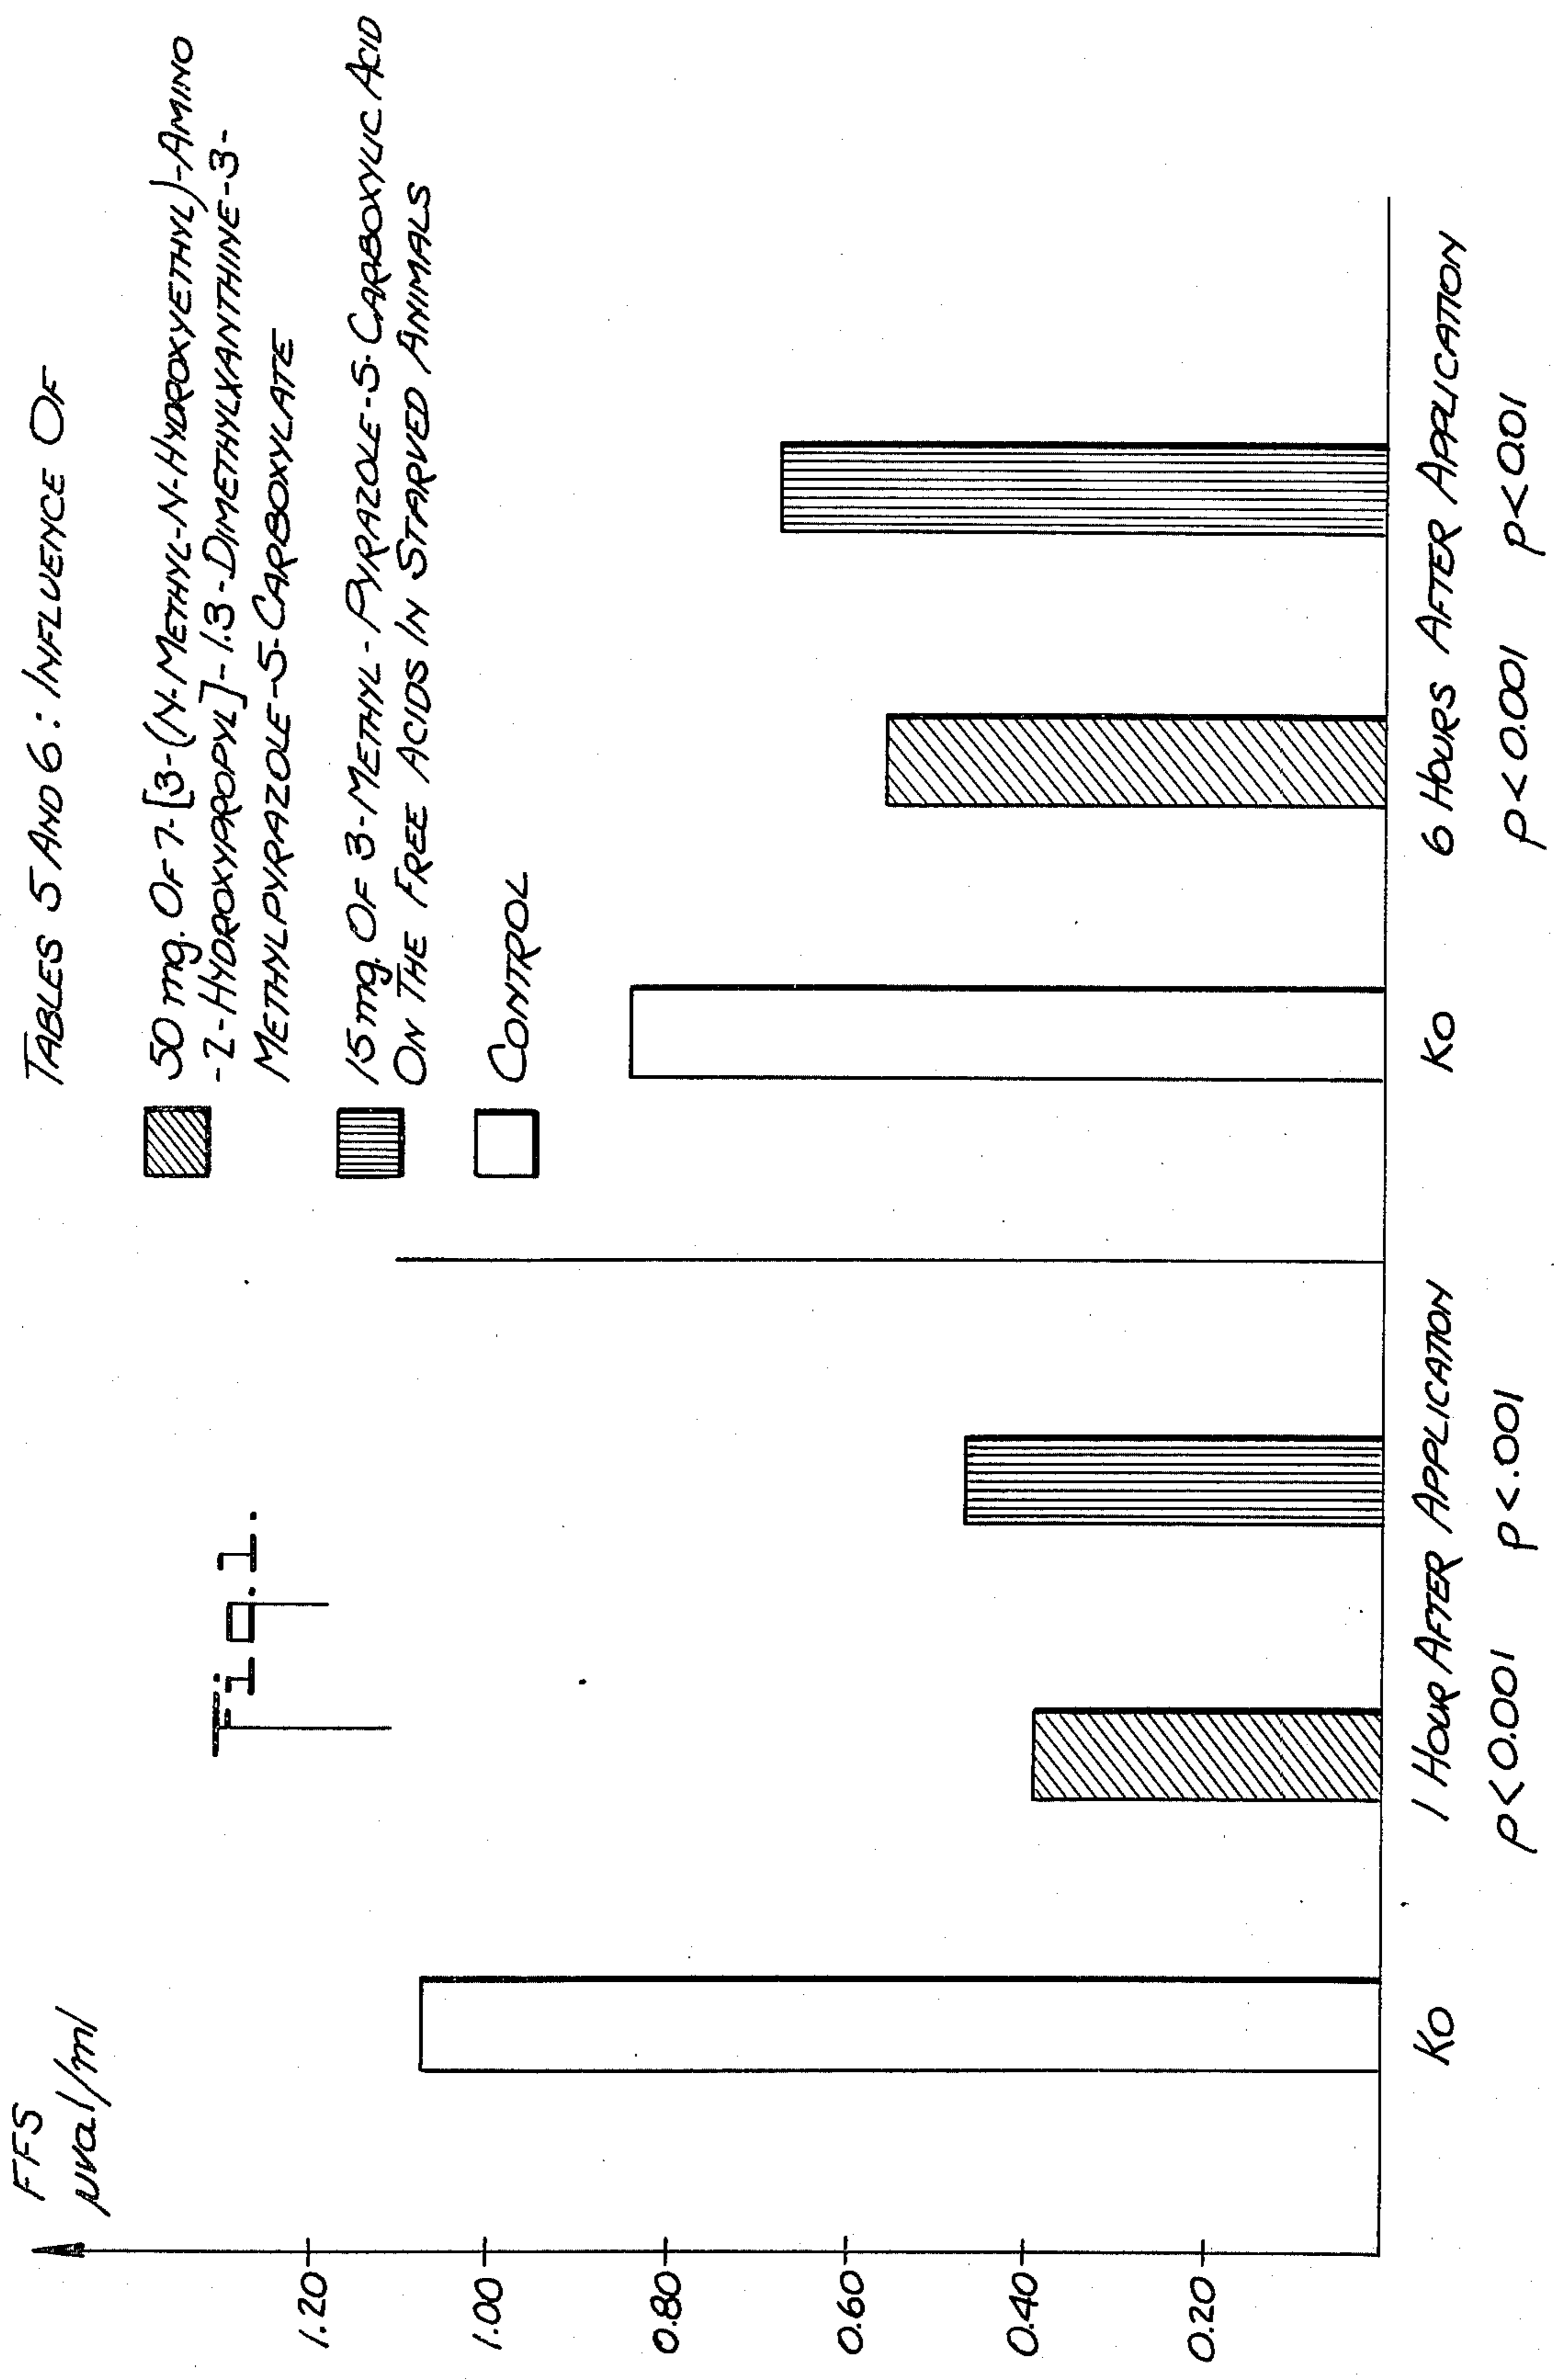 TABLES 5 AND 6: INFLUENCE OF
50 mg. OF 7-[3-(N-METHYL-N-HYDROXYETHYL)-AMINO
-2-HYDROXYPROPYL]-1.3-DIMETHYLXANTHINE-3-
METHYLPYRAZOLE-5-CARBOXYLATE
15 mg. OF 3-METHYL-PYRAZOLE-5-CARBOXYLIC ACID
ON THE FREE ACIDS IN STARVED ANIMALS
CONTROL
Fig.1.
FFS
µval/ml
1.20
1.00
0.80
0.60
0.40
0.20
KO
1 HOUR AFTER APPLICATION
p<0.001
p<.001
KO
6 HOURS AFTER APPLICATION
p<0.001
p<0.01